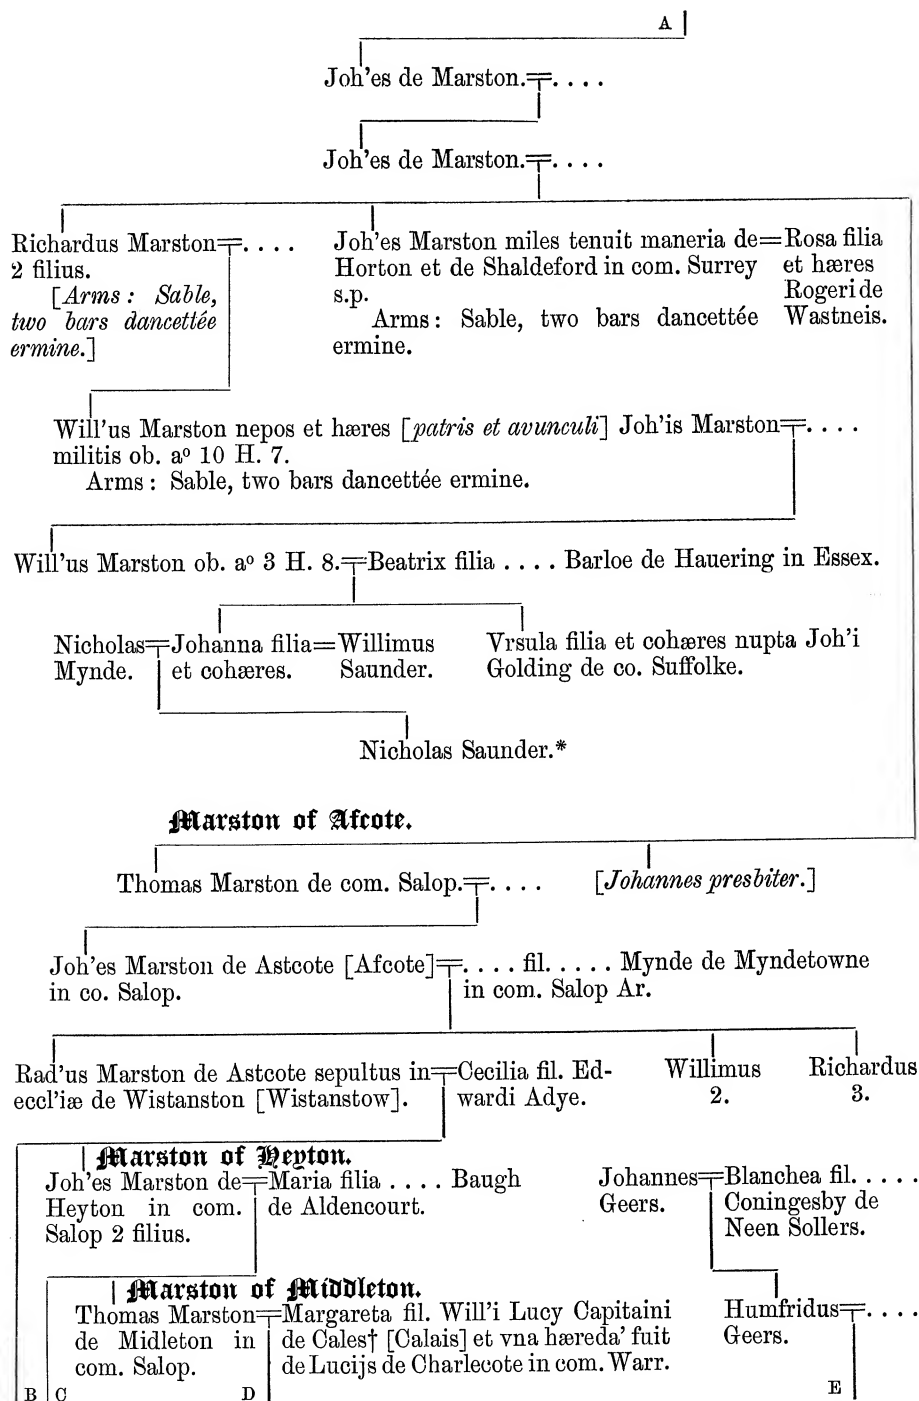 A
Joh'es de Marston.=. . . .
Joh'es de Marston.=. . . .
Richardus Marston=. . . .
2 filius.
[Arms : Sable,
two bars dancettée
ermine.]
Joh'es Marston miles tenuit maneria de=
Horton et de Shaldeford in com. Surrey
s.p.
Arms : Sable, two bars dancettée
ermine.
Rosa filia
et hæres
Rogeri de
Wastneis.
Will'us Marston nepos et hæres [patris et avunculi] Joh'is Marston=. . . .
militis ob. aº 10 H. 7.
Arms : Sable, two bars dancettée ermine.
Will'us Marston ob. aº 3 H. 8.=Beatrix filia . . . . Barloe de Hauering in Essex.
Nicholas=
Mynde.
Johanna filia=
et cohæres.
Willimus
Saunder.
Vrsula filia et cohæres nupta Joh'i
Golding de co. Suffolke.
Nicholas Saunder.*
Marston of Afcote.
Thomas Marston de com. Salop.=. . . .
[Johannes presbiter.]
Joh'es Marston de Astcote [Afcote]=
in co. Salop.
. . . . fil. . . . . Mynde de Myndetowne
in com. Salop Ar.
Rad'us Marston de Astcote sepultus in=
eccl'iæ de Wistanston [Wistanstow].
Cecilia fil. Ed-
wardi Adye.
Willimus
2.
Richardus
3.
Marston of Heyton.
Joh'es Marston de=
Heyton in com.
Salop 2 filius.
Maria filia . . . . Baugh
de Aldencourt.
Johannes=
Geers.
Blanchea fil. . . . .
Coningesby de
Neen Sollers.
Marston of Middleton.
Thomas Marston=
de Midleton in
com. Salop.
Margareta fil. Will'i Lucy Capitaini
de Cales† [Calais] et vna hæreda' fuit
de Lucijs de Charlecote in com. Warr.
Humfridus=. . . .
Geers.
B C D E